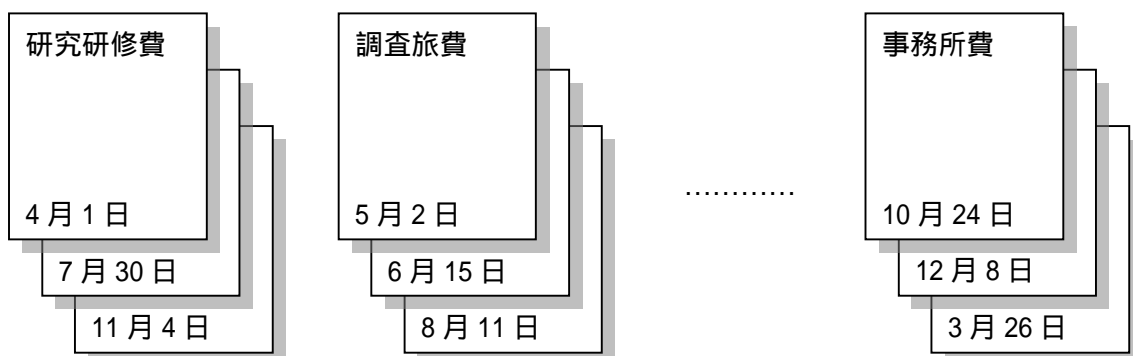 研究研修費
4月1日
7月30日
11月4日
調査旅費
5月2日
6月15日
8月11日
…………
事務所費
10月24日
12月8日
3月26日